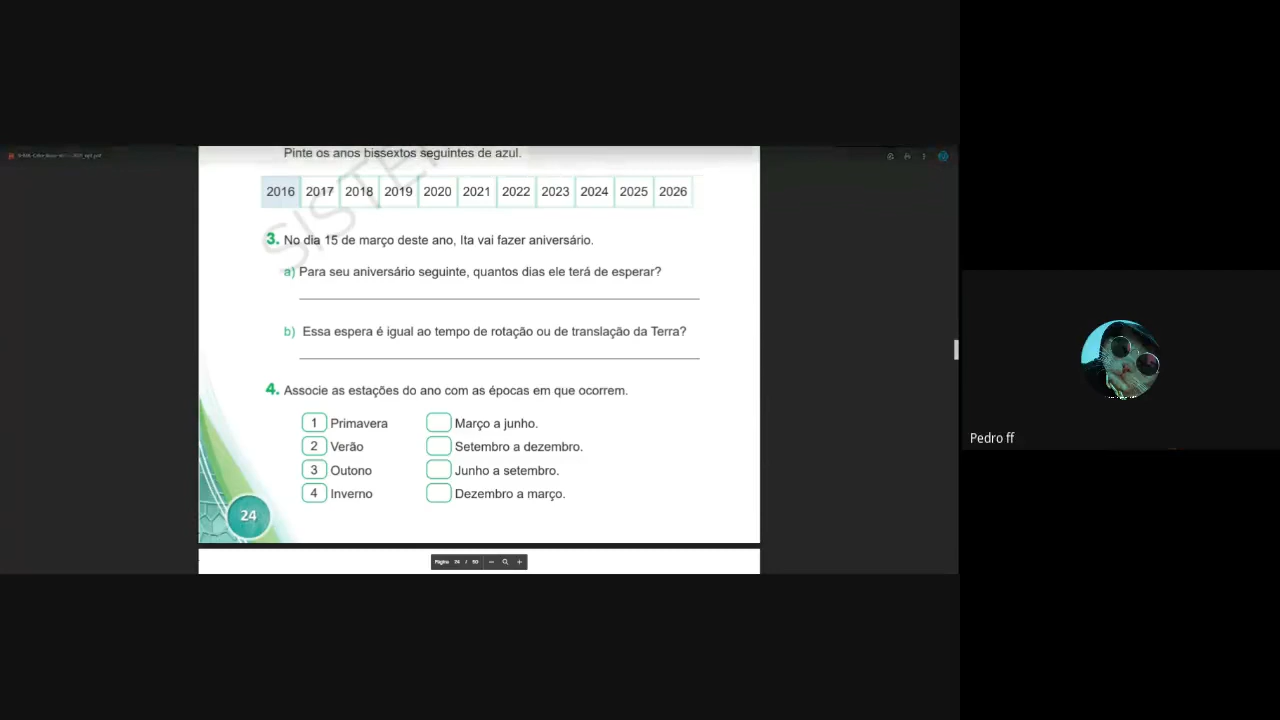 Pinte os anos bissextos seguintes de azul.
2016 2017 2018 2019 2020 2021 2022 2023 2024 2025 2026
3. No dia 15 de março deste ano, Ita vai fazer aniversário.
a) Para seu aniversário seguinte, quantos dias ele terá de esperar?
b) Essa espera é igual ao tempo de rotação ou de translação da Terra?
4. Associe as estações do ano com as épocas em que ocorrem.
1 Primavera Março a junho.
2 Verão Setembro a dezembro.
3 Outono Junho a setembro.
4 Inverno Dezembro a março.
24
Página 24 / 90
Pedro ff